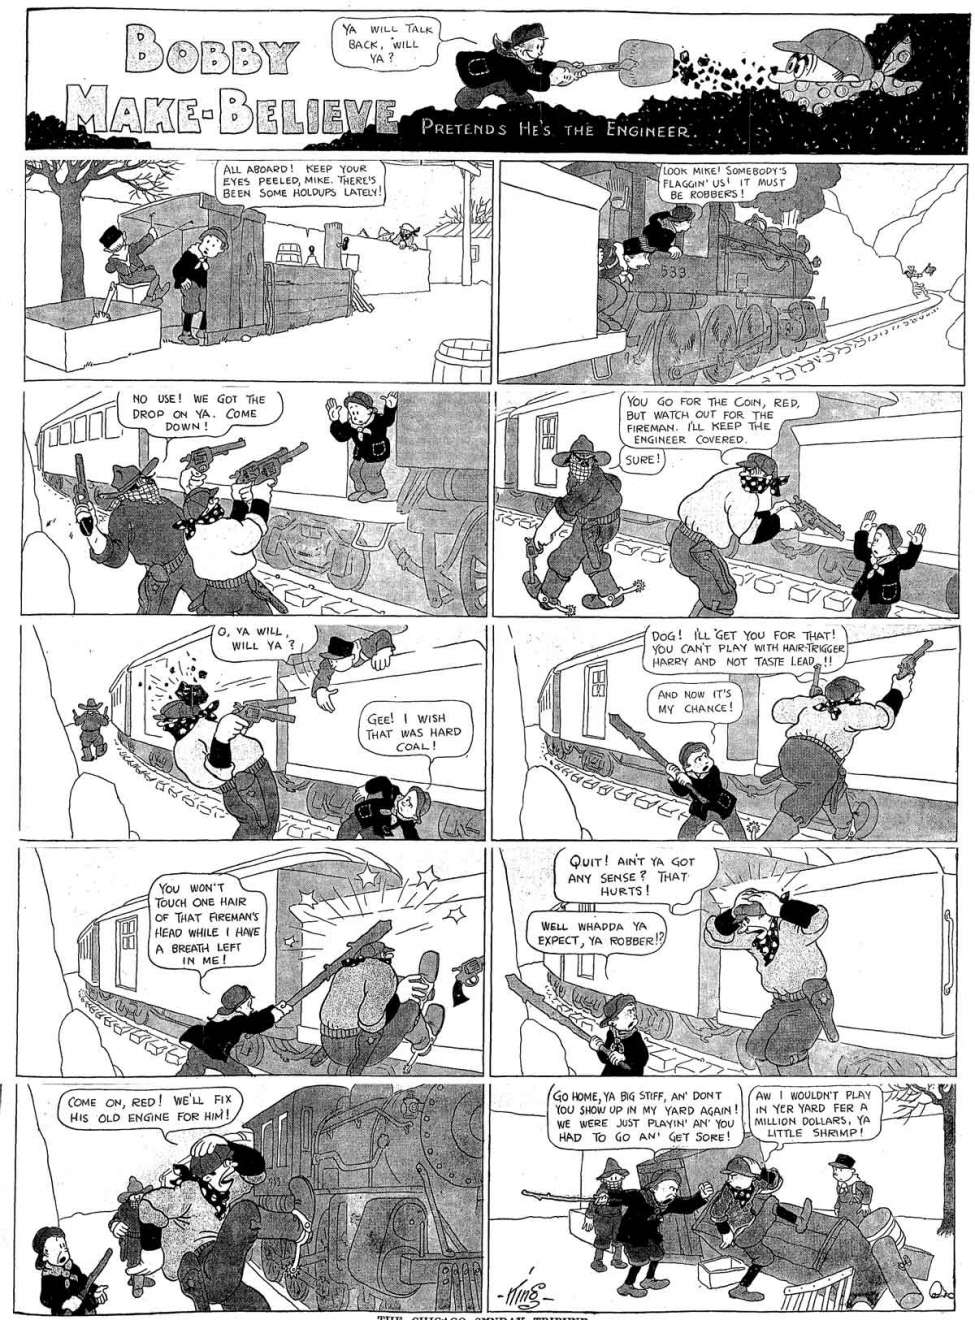 BOBBY
MAKE-BELIEVE
YA WILL TALK
BACK, WILL
YA?
PRETENDS HE'S THE ENGINEER.
ALL ABOARD! KEEP YOUR
EYES PEELED, MIKE. THERE'S
BEEN SOME HOLDUPS LATELY!
LOOK MIKE! SOMEBODY'S
FLAGGIN' US! IT MUST
BE ROBBERS!
533
NO USE! WE GOT THE
DROP ON YA. COME
DOWN!
YOU GO FOR THE COIN, RED,
BUT WATCH OUT FOR THE
FIREMAN. I'LL KEEP THE
ENGINEER COVERED.
SURE!
O, YA WILL,
WILL YA?
GEE! I WISH
THAT WAS HARD
COAL!
DOG! I'LL GET YOU FOR THAT!
YOU CAN'T PLAY WITH HAIR-TRIGGER
HARRY AND NOT TASTE LEAD!!
AND NOW IT'S
MY CHANCE!
YOU WON'T
TOUCH ONE HAIR
OF THAT FIREMAN'S
HEAD WHILE I HAVE
A BREATH LEFT
IN ME!
QUIT! AIN'T YA GOT
ANY SENSE? THAT
HURTS!
WELL WHADDA YA
EXPECT, YA ROBBER!?
COME ON, RED! WE'LL FIX
HIS OLD ENGINE FOR HIM!
533
GO HOME, YA BIG STIFF, AN' DON'T
YOU SHOW UP IN MY YARD AGAIN!
WE WERE JUST PLAYIN' AN' YOU
HAD TO GO AN' GET SORE!
AW I WOULDN'T PLAY
IN YER YARD FER A
MILLION DOLLARS, YA
LITTLE SHRIMP!
-King-
THE CHICAGO SUNDAY TRIBUNE